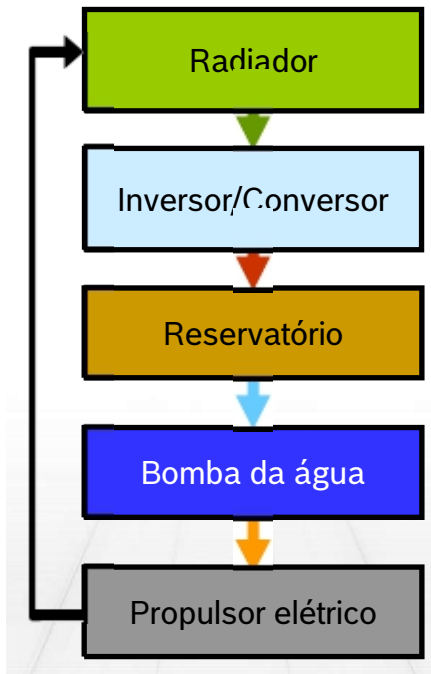 Radiador
Inversor/Conversor
Reservatório
Bomba da água
Propulsor elétrico